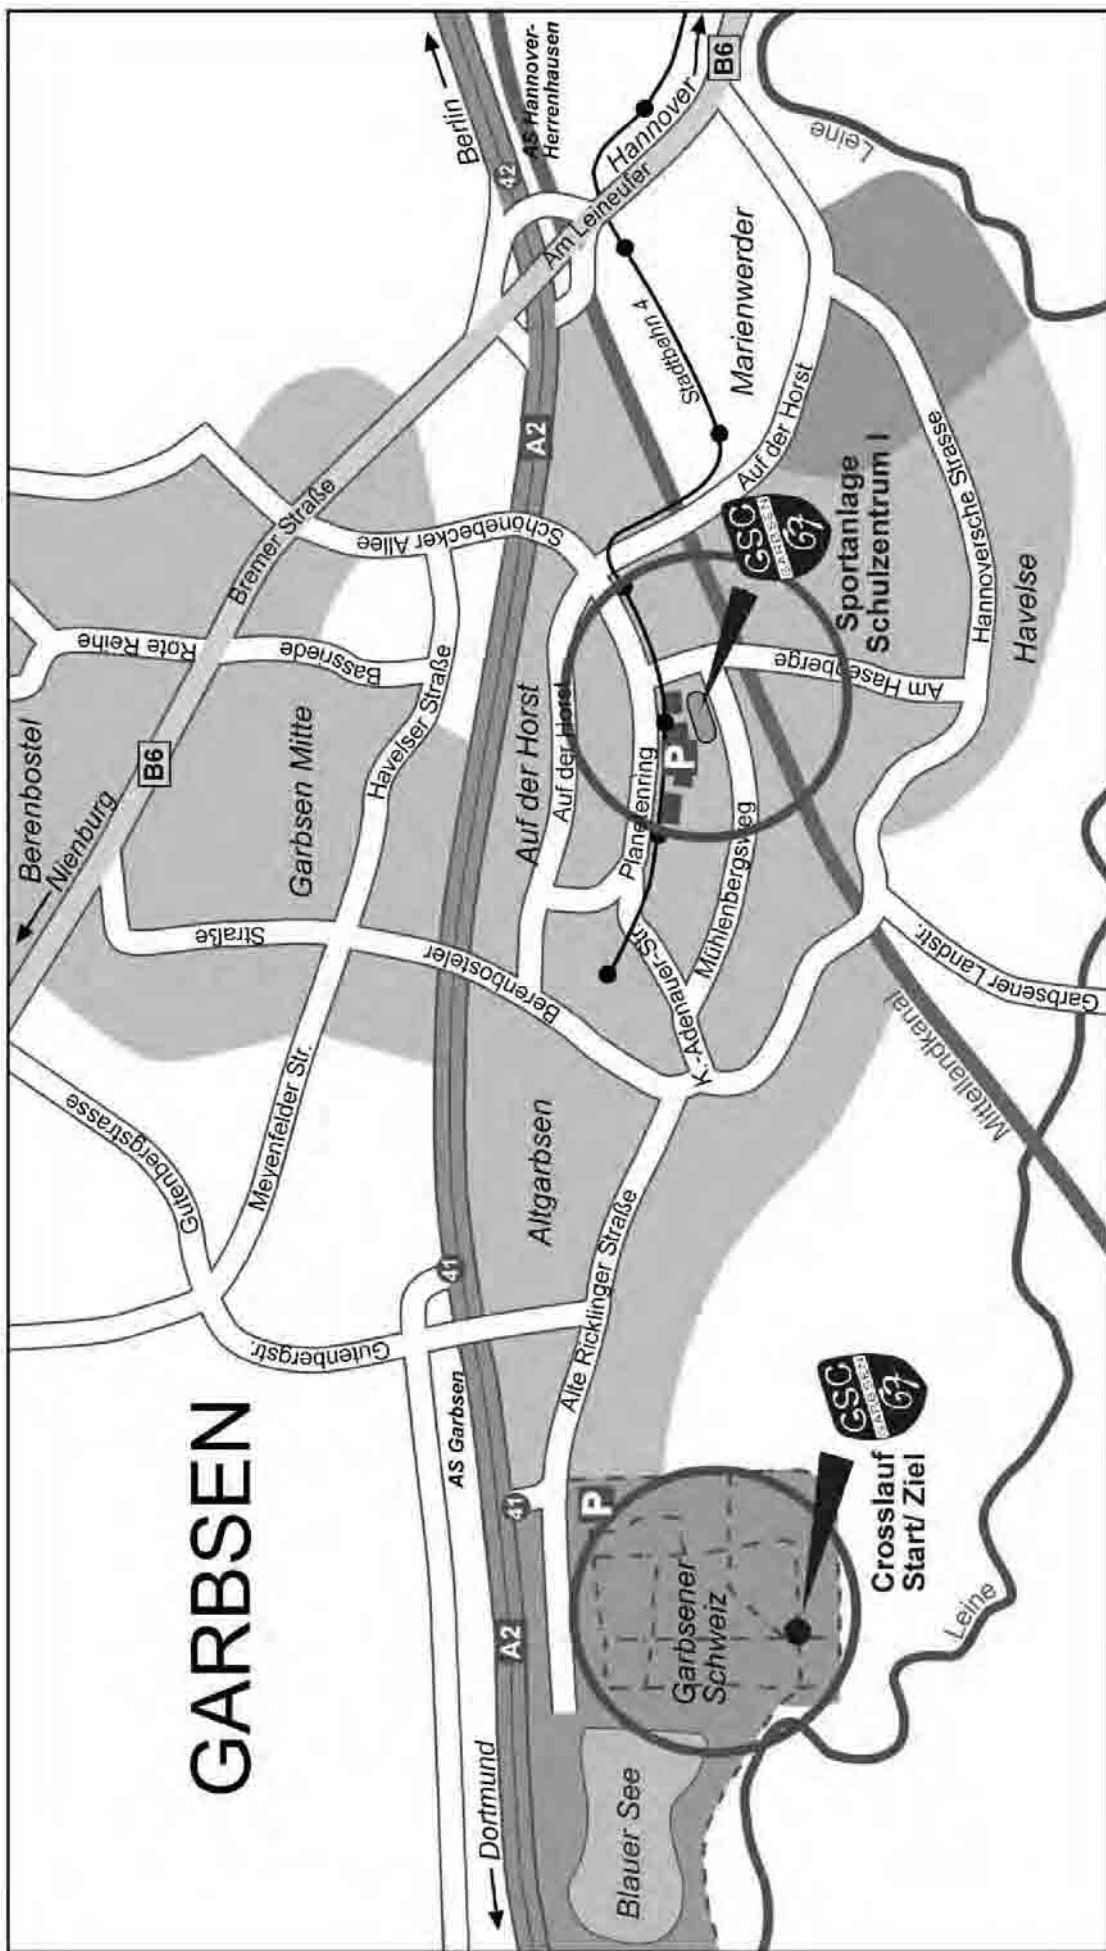 GARBSEN
Berenbostel
Nienburg
B6
Rote Reihe
Bremer Straße
Gutenbergstrasse
Straße
Garbsen Mitte
Bassriede
Schönebecker Allee
Berlin
42
AS Hannover-
Herrenhausen
Meyenfelder Str.
Havelser Straße
Gutenbergstr.
Berenbosteler
A2
Am Leineufer
Hannover
B6
AS Garbsen
41
41
Dortmund
A2
Altgarbsen
Auf der Horst
Auf der Horst
Stadtbahn 4
Marienwerder
Leine
Alte Ricklinger Straße
K.-Adenauer-Str.
Planetenring
P
Mühlenbergsweg
Auf der Horst
GSC
GARBSEN
67
Sportanlage
Schulzentrum I
Am Hasenberge
Hannoversche Strasse
Havelse
Garbsener Landstr.
Mittellandkanal
P
Garbsener
Schweiz
Blauer See
GSC
GARBSEN
67
Crosslauf
Start/ Ziel
Leine